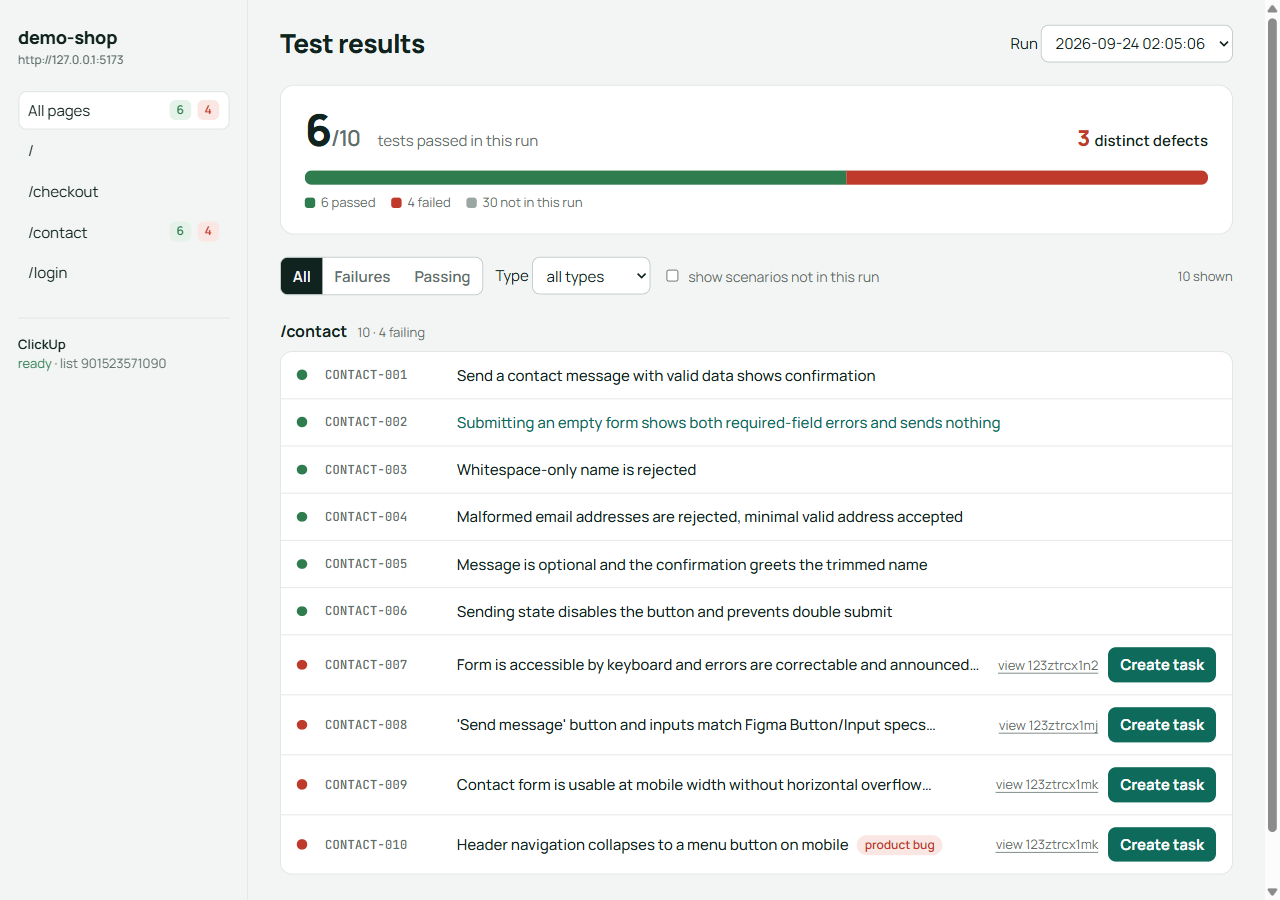 demo-shop
http://127.0.0.1:5173
All pages 6 4
/
/checkout
/contact 6 4
/login
ClickUp
ready · list 901523571090
Test results
Run 2026-09-24 02:05:06
6/10 tests passed in this run
3 distinct defects
6 passed 4 failed 30 not in this run
All Failures Passing Type all types show scenarios not in this run 10 shown
/contact 10 · 4 failing
CONTACT-001 Send a contact message with valid data shows confirmation
CONTACT-002 Submitting an empty form shows both required-field errors and sends nothing
CONTACT-003 Whitespace-only name is rejected
CONTACT-004 Malformed email addresses are rejected, minimal valid address accepted
CONTACT-005 Message is optional and the confirmation greets the trimmed name
CONTACT-006 Sending state disables the button and prevents double submit
CONTACT-007 Form is accessible by keyboard and errors are correctable and announced… view 123ztrcx1n2 Create task
CONTACT-008 'Send message' button and inputs match Figma Button/Input specs… view 123ztrcx1mj Create task
CONTACT-009 Contact form is usable at mobile width without horizontal overflow… view 123ztrcx1mk Create task
CONTACT-010 Header navigation collapses to a menu button on mobile product bug view 123ztrcx1mk Create task